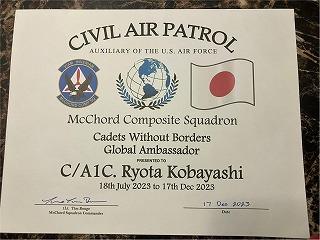 CIVIL AIR PATROL
AUXILIARY OF THE U.S. AIR FORCE
McChord Composite Squadron
Cadets Without Borders
Global Ambassador
PRESENTED TO
C/A1C. Ryota Kobayashi
18th July 2023 to 17th Dec 2023
17 Dec 2023
McChord Squadron Commander
Date